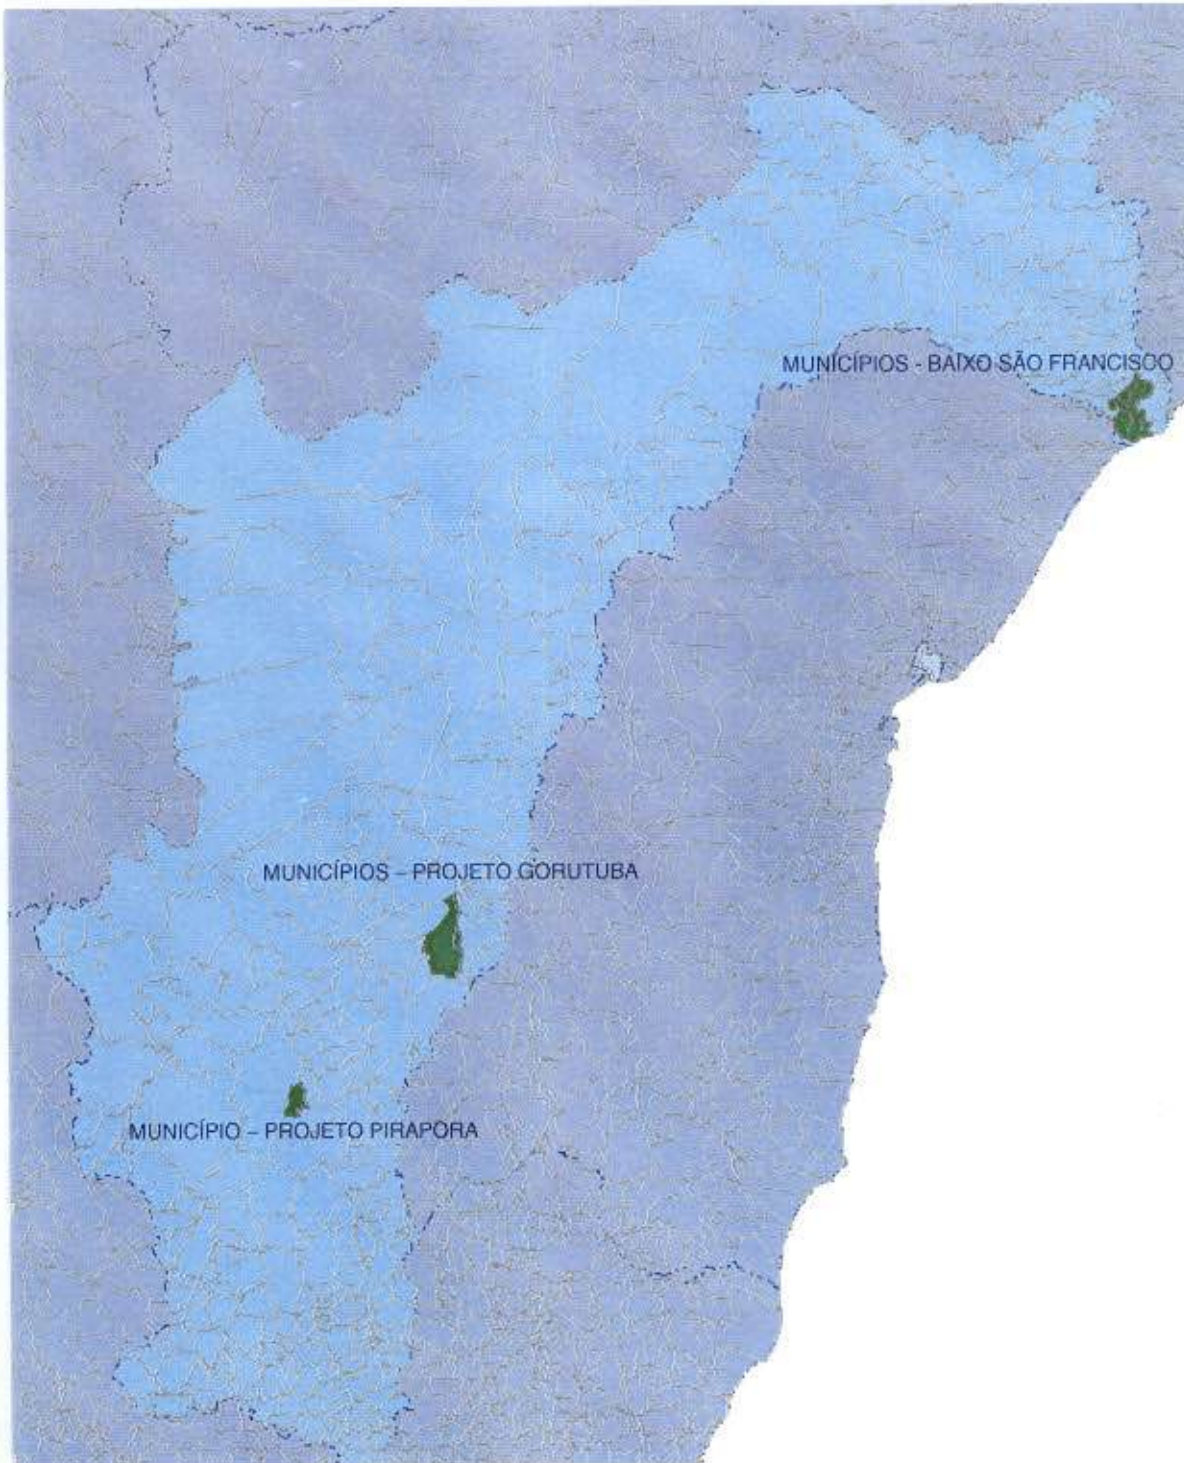 MUNICÍPIOS - BAIXO SÃO FRANCISCO
MUNICÍPIOS – PROJETO GORUTUBA
MUNICÍPIO – PROJETO PIRAPORA